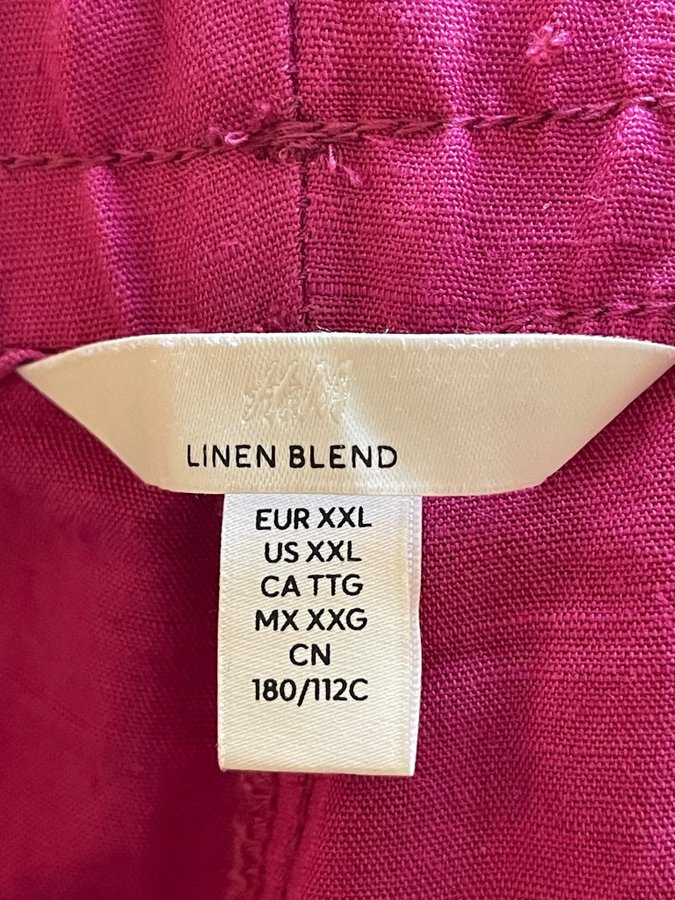 H&M
LINEN BLEND
EUR XXL
US XXL
CA TTG
MX XXG
CN
180/112C